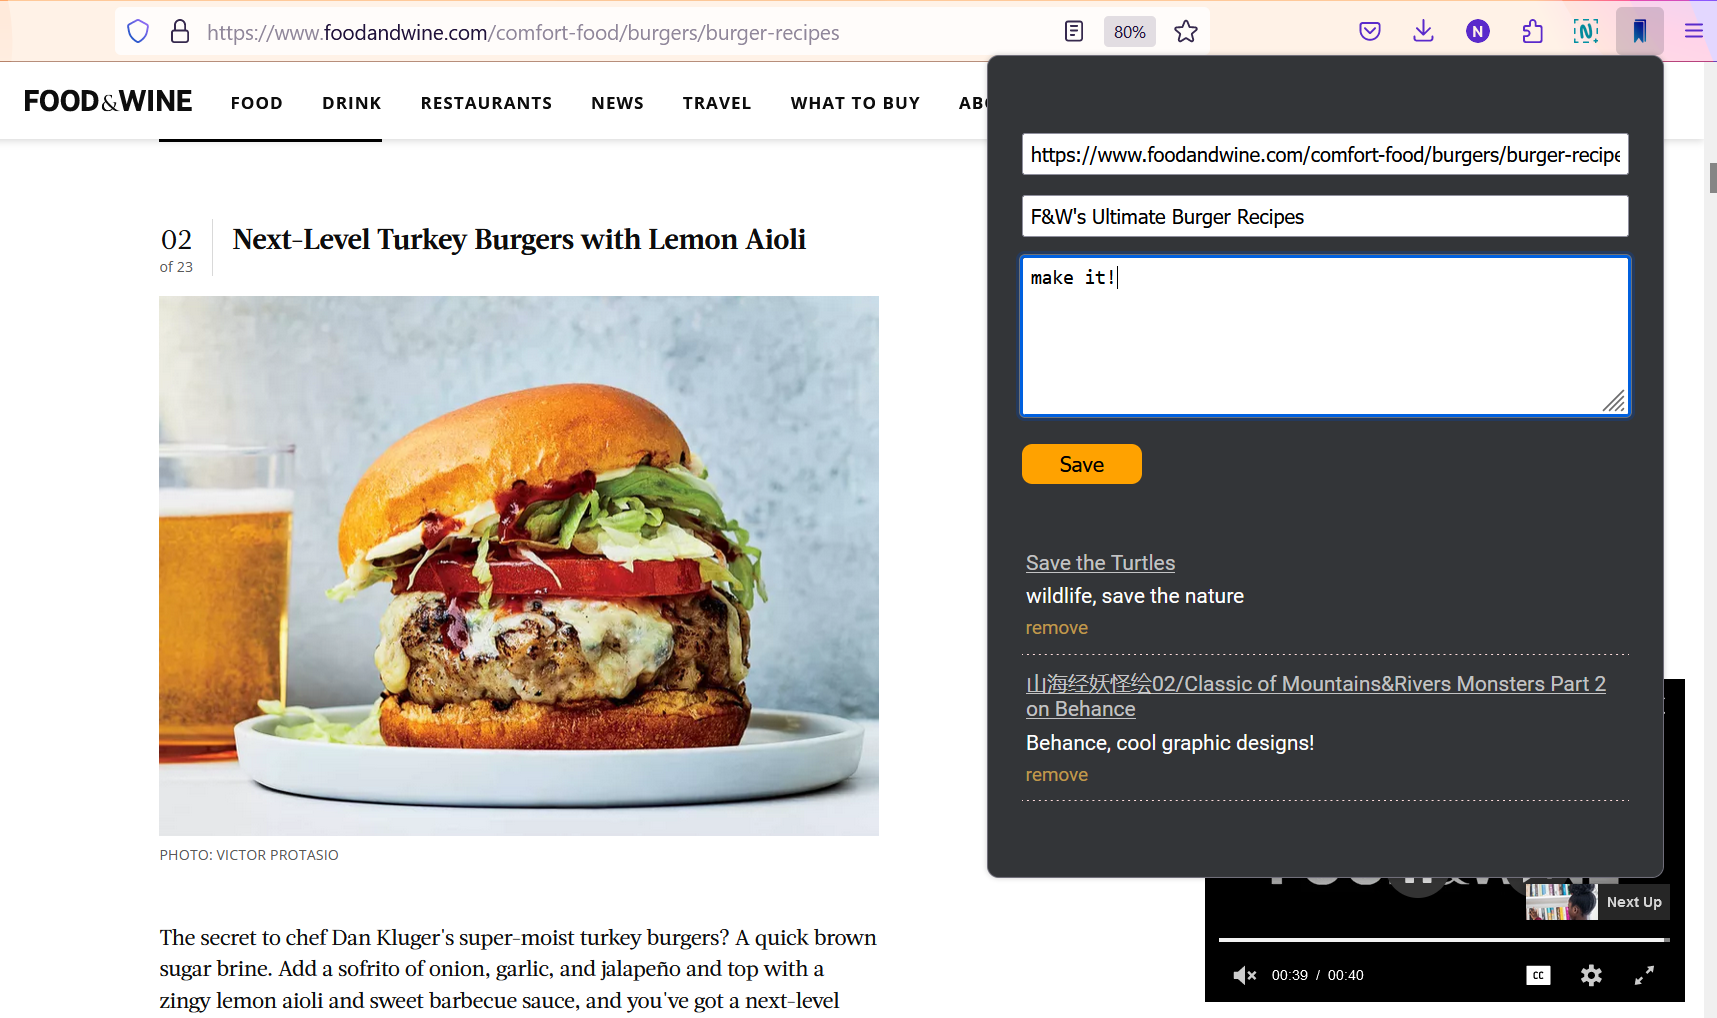 https://www.foodandwine.com/comfort-food/burgers/burger-recipes
80%
N
N
FOOD&WINE
FOOD
DRINK
RESTAURANTS
NEWS
TRAVEL
WHAT TO BUY
https://www.foodandwine.com/comfort-food/burgers/burger-recipe
F&W's Ultimate Burger Recipes
make it!
Save
Save the Turtles
wildlife, save the nature
remove
山海经妖怪绘02/Classic of Mountains&Rivers Monsters Part 2
on Behance
Behance, cool graphic designs!
remove
02
of 23
Next-Level Turkey Burgers with Lemon Aioli
PHOTO: VICTOR PROTASIO
The secret to chef Dan Kluger's super-moist turkey burgers? A quick brown
sugar brine. Add a sofrito of onion, garlic, and jalapeño and top with a
zingy lemon aioli and sweet barbecue sauce, and you've got a next-level
Next Up
00:39 / 00:40
CC